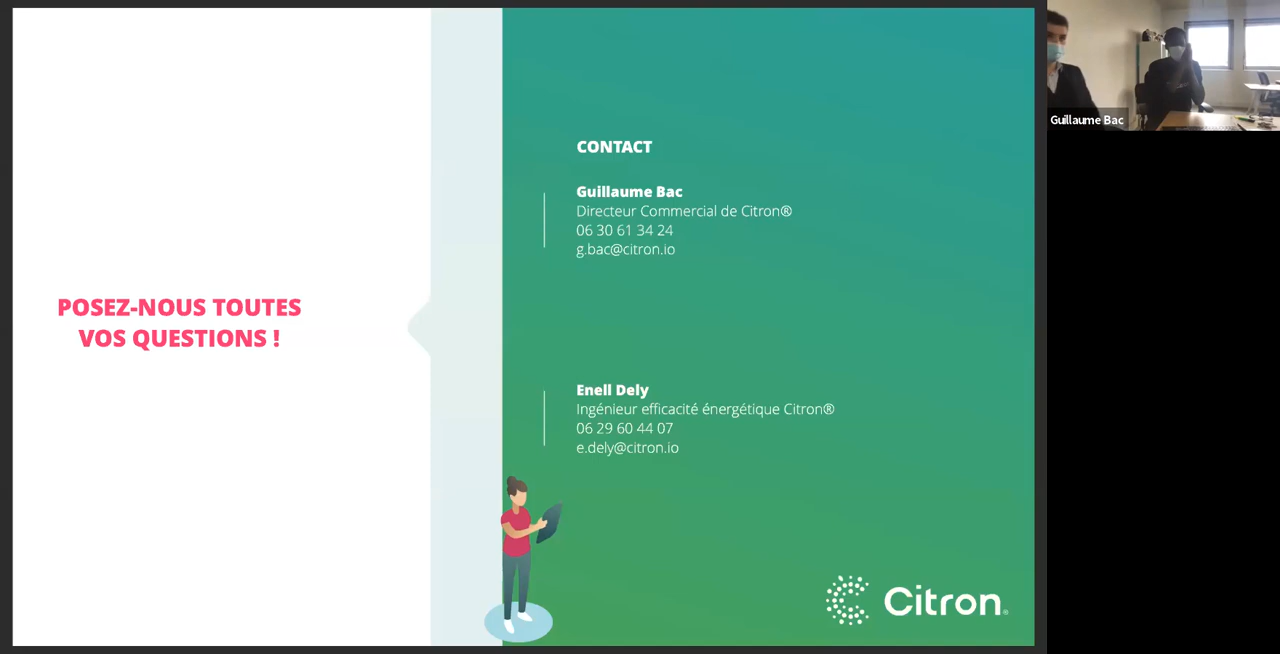 POSEZ-NOUS TOUTES
VOS QUESTIONS !
CONTACT
Guillaume Bac
Directeur Commercial de Citron®
06 30 61 34 24
g.bac@citron.io
Enell Dely
Ingénieur efficacité énergétique Citron®
06 29 60 44 07
e.dely@citron.io
Citron®
Guillaume Bac